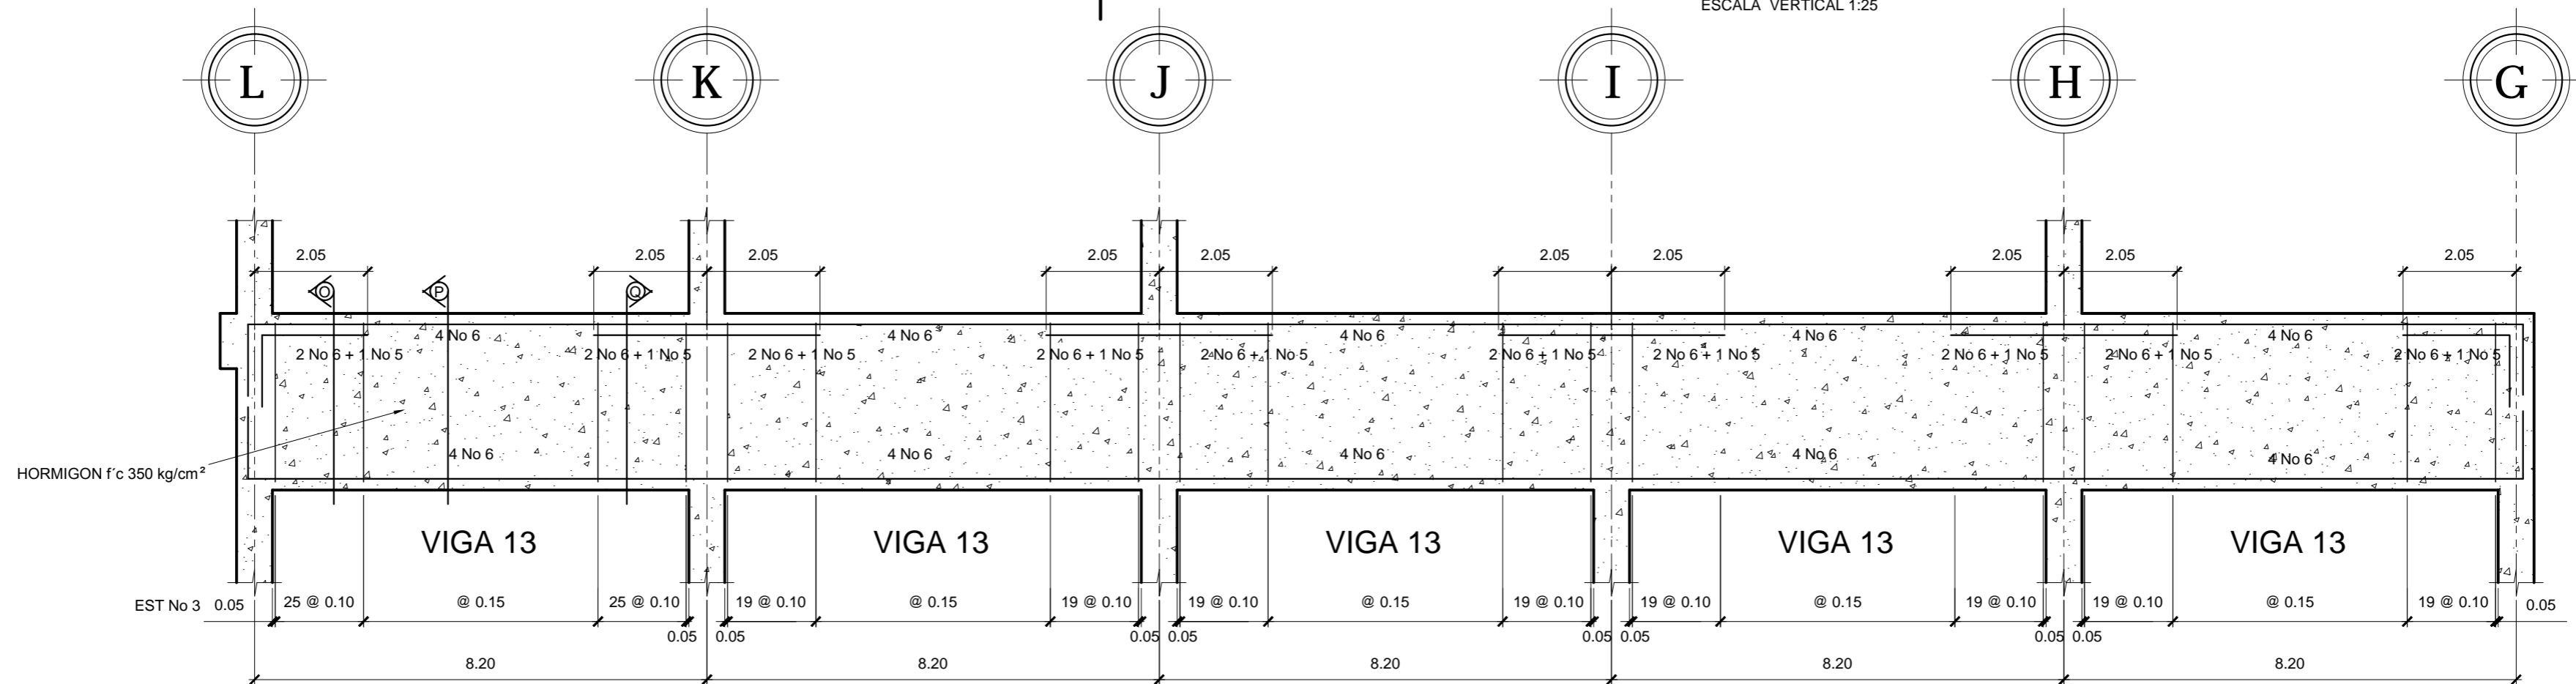 ESCALA VERTICAL 1:25
L K J I H G
2.05 2.05 2.05 2.05 2.05 2.05 2.05 2.05 2.05 2.05
O P Q
4 No 6 4 No 6 4 No 6 4 No 6 4 No 6
2 No 6 + 1 No 5 2 No 6 + 1 No 5 2 No 6 + 1 No 5 2 No 6 + 1 No 5 2 No 6 + 1 No 5 2 No 6 + 1 No 5 2 No 6 + 1 No 5 2 No 6 + 1 No 5 2 No 6 + 1 No 5 2 No 6 + 1 No 5
4 No 6 4 No 6 4 No 6 4 No 6 4 No 6
HORMIGON f´c 350 kg/cm²
VIGA 13 VIGA 13 VIGA 13 VIGA 13 VIGA 13
EST No 3 0.05 25 @ 0.10 @ 0.15 25 @ 0.10 19 @ 0.10 @ 0.15 19 @ 0.10 19 @ 0.10 @ 0.15 19 @ 0.10 19 @ 0.10 @ 0.15 19 @ 0.10 19 @ 0.10 @ 0.15 19 @ 0.10 0.05
0.05 0.05 0.05 0.05 0.05 0.05 0.05 0.05
8.20 8.20 8.20 8.20 8.20